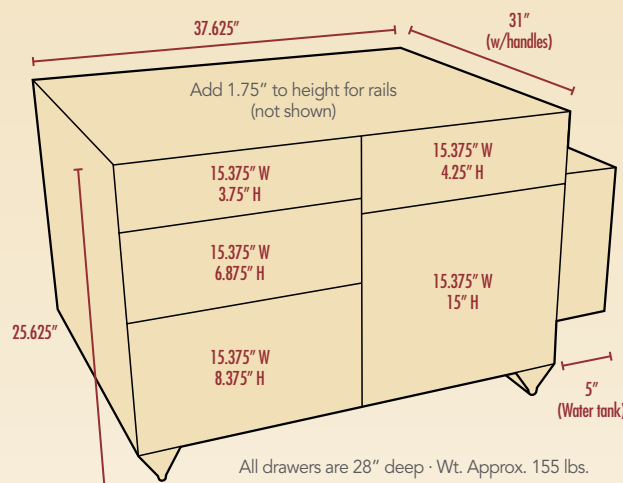 37.625”
31”
(w/handles)
Add 1.75” to height for rails
(not shown)
15.375” W
3.75” H
15.375” W
4.25” H
15.375” W
6.875” H
15.375” W
15” H
25.625”
15.375” W
8.375” H
5”
(Water tank)
All drawers are 28” deep · Wt. Approx. 155 lbs.